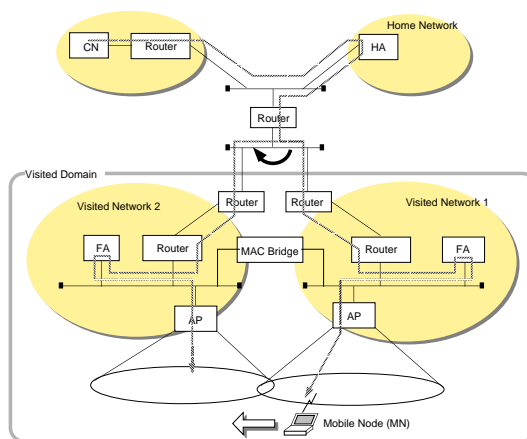 Home Network
CN
Router
HA
Router
Visited Domain
Router
Router
Visited Network 2
Visited Network 1
FA
Router
MAC Bridge
Router
FA
AP
AP
Mobile Node (MN)